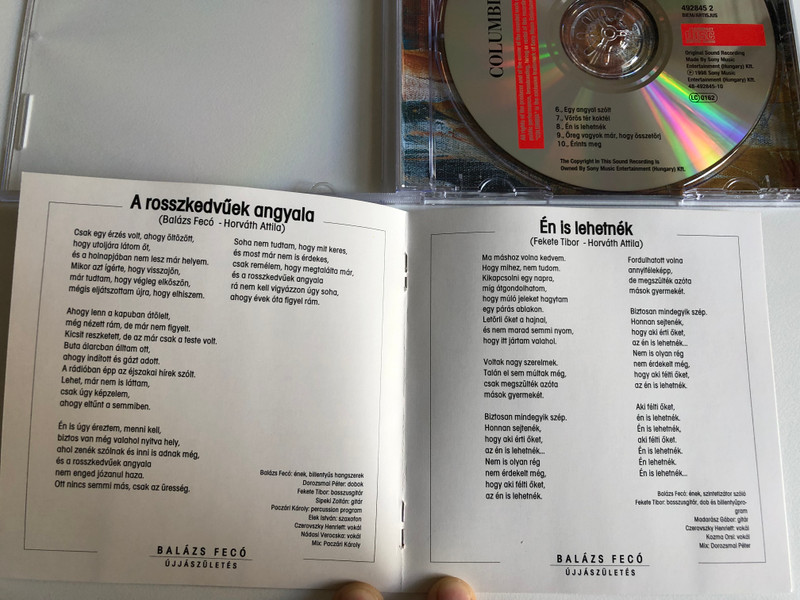 COLUMBIA
492845 2
BIEM/ARTISJUS
Original Sound Recording
Made By Sony Music
Entertainment (Hungary) Kft.
℗ 1998 Sony Music
Entertainment (Hungary) Kft.
LC 0162
6., Egy angyal szólt
7., Vörös tér koktél
8., Én is lehetnék
9., Öreg vagyok már, hogy összetörj
10., Érints meg
The Copyright In This Sound Recording is
Owned By Sony Music Entertainment (Hungary) Kft.
A rosszkedvűek angyala
(Balázs Fecó - Horváth Attila)
Csak egy érzés volt, ahogy öltözött,
hogy utoljára látom őt,
és a holnapjában nem lesz már helyem.
Mikor azt ígérte, hogy visszajön,
már tudtam, hogy végleg elköszön,
mégis eljátszottam újra, hogy elhiszem.
Ahogy lenn a kapuban átölelt,
még nézett rám, de már nem figyelt.
Kicsit reszketett, de az már csak a teste volt.
Buta álarcban álltam ott,
ahogy indított és gázt adott.
A rádióban épp az éjszakai hírek szólt.
Lehet, már nem is láttam,
csak úgy képzelem,
ahogy eltűnt a semmiben.
Én is úgy éreztem, menni kell,
biztos van még valahol nyitva hely,
ahol zenék szólnak és inni is adnak még,
és a rosszkedvűek angyala
nem enged józanul haza.
Ott nincs semmi más, csak az üresség.
Soha nem tudtam, hogy mit keres,
és most már nem is érdekes,
csak remélem, hogy megtalálta már,
és a rosszkedvűek angyala
rá nem kell vigyázzon úgy soha,
ahogy évek óta figyel rám.
Balázs Fecó: ének, billentyűs hangszerek
Dorozsmai Péter: dobok
Fekete Tibor: basszusgitár
Sipeki Zoltán: gitár
Paczári Károly: percussion program
Elek István: szaxofon
Czerovszky Henriett: vokál
Nádasi Veronka: vokál
Mix: Paczári Károly
BALÁZS FECÓ
ÚJJÁSZÜLETÉS
Én is lehetnék
(Fekete Tibor - Horváth Attila)
Ma máshoz volna kedvem.
Hogy mihez, nem tudom.
Kikapcsolni egy napra,
míg átgondolhatom,
hogy múló jeleket hagytam
egy párás ablakon.
Letörli őket a hajnal,
és nem marad semmi nyom,
hogy itt jártam valahol.
Voltak nagy szerelmek.
Talán el sem múltak még,
csak megszülték azóta
mások gyermekét.
Biztosan mindegyik szép.
Honnan sejtenék,
hogy aki érti őket,
az én is lehetnék...
Nem is olyan rég
nem érdekelt még,
hogy aki félti őket,
az én is lehetnék.
Fordulhatott volna
annyiféleképp,
de megszülték azóta
mások gyermekét.
Biztosan mindegyik szép.
Honnan sejtenék,
hogy aki érti őket,
az én is lehetnék...
Nem is olyan rég
nem érdekelt még,
hogy aki félti őket,
az én is lehetnék.
Aki félti őket,
én is lehetnék.
Én is lehetnék,
aki félti őket.
Én is lehetnék.
Én lehetnék.
Én is lehetnék...
Balázs Fecó: ének, szintetizátor szóló
Fekete Tibor: basszusgitár, dob és billentyűpro-
gram
Madarász Gábor: gitár
Czerovszky Henriett: vokál
Kozma Orsi: vokál
Mix: Dorozsmai Péter
BALÁZS FECÓ
ÚJJÁSZÜLETÉS